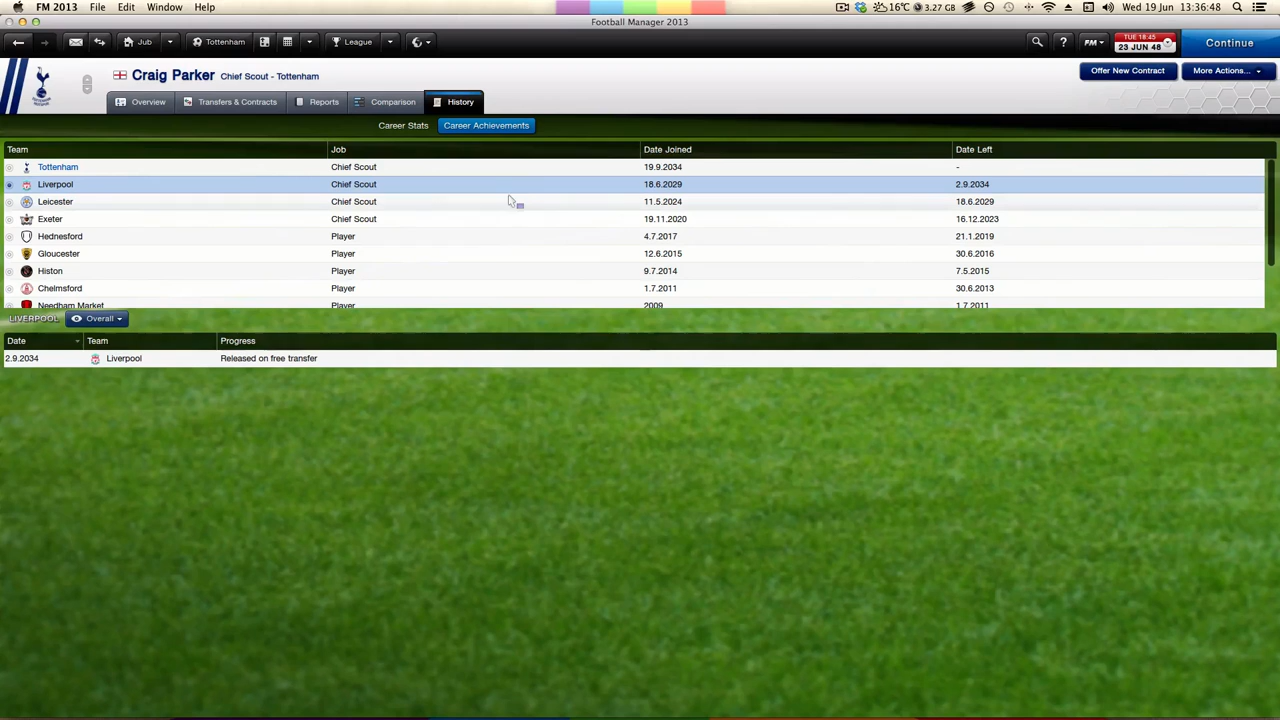 FM 2013 File Edit Window Help 16°C 3.27 GB Wed 19 Jun 13:36:48
Football Manager 2013
Job Tottenham League ? FM TUE 18:45 23 JUN 48 Continue
Craig Parker Chief Scout - Tottenham Offer New Contract More Actions...
Overview Transfers & Contracts Reports Comparison History
Career Stats Career Achievements
Team Job Date Joined Date Left
Tottenham Chief Scout 19.9.2034 -
Liverpool Chief Scout 18.6.2029 2.9.2034
Leicester Chief Scout 11.5.2024 18.6.2029
Exeter Chief Scout 19.11.2020 16.12.2023
Hednesford Player 4.7.2017 21.1.2019
Gloucester Player 12.6.2015 30.6.2016
Histon Player 9.7.2014 7.5.2015
Chelmsford Player 1.7.2011 30.6.2013
Needham Market Player 2009 1.7.2011
LIVERPOOL Overall
Date Team Progress
2.9.2034 Liverpool Released on free transfer